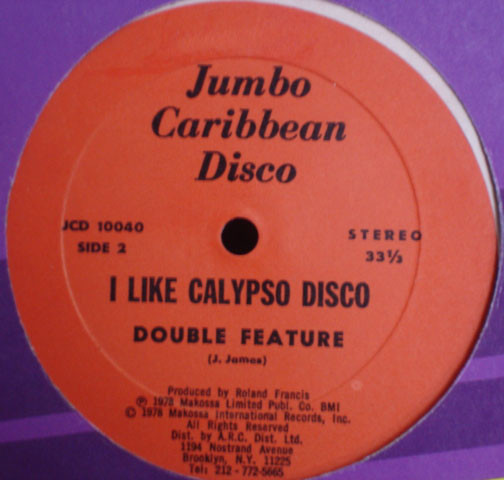 Jumbo
Caribbean
Disco
JCD 10040
SIDE 2
STEREO
33⅓
I LIKE CALYPSO DISCO
DOUBLE FEATURE
(J. Jamas)
Produced by Roland Francis
℗ 1978 Makossa Limited Publ. Co. BMI
© 1978 Makossa International Records, Inc.
All Rights Reserved
Dist. by A.R.C. Dist. Ltd.
1194 Nostrand Avenue
Brooklyn, N.Y. 11225
Tel: 212-772-5665